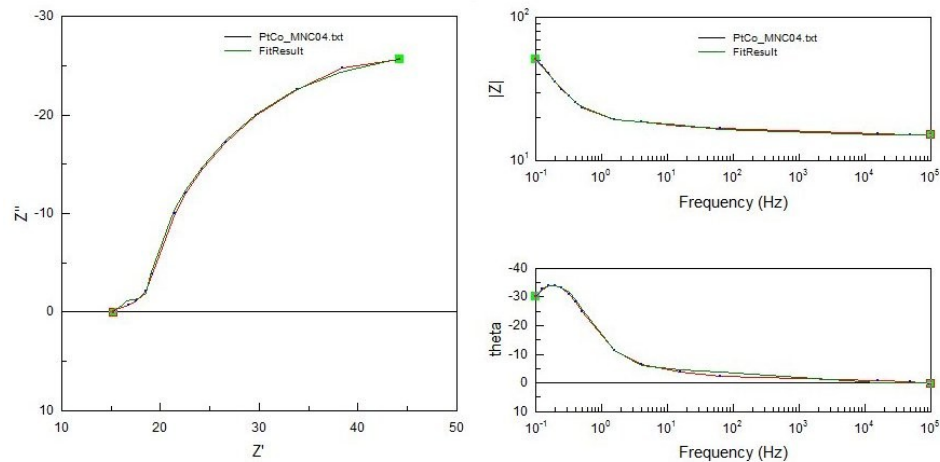 -30
PtCo_MNC04.txt
FitResult
-20
-10
0
10
10
20
30
40
50
Z''
Z'
10²
PtCo_MNC04.txt
FitResult
|Z|
10¹
10⁻¹ 10⁰ 10¹ 10² 10³ 10⁴ 10⁵
Frequency (Hz)
-40
-30
-20
-10
0
10
theta
10⁻¹ 10⁰ 10¹ 10² 10³ 10⁴ 10⁵
Frequency (Hz)